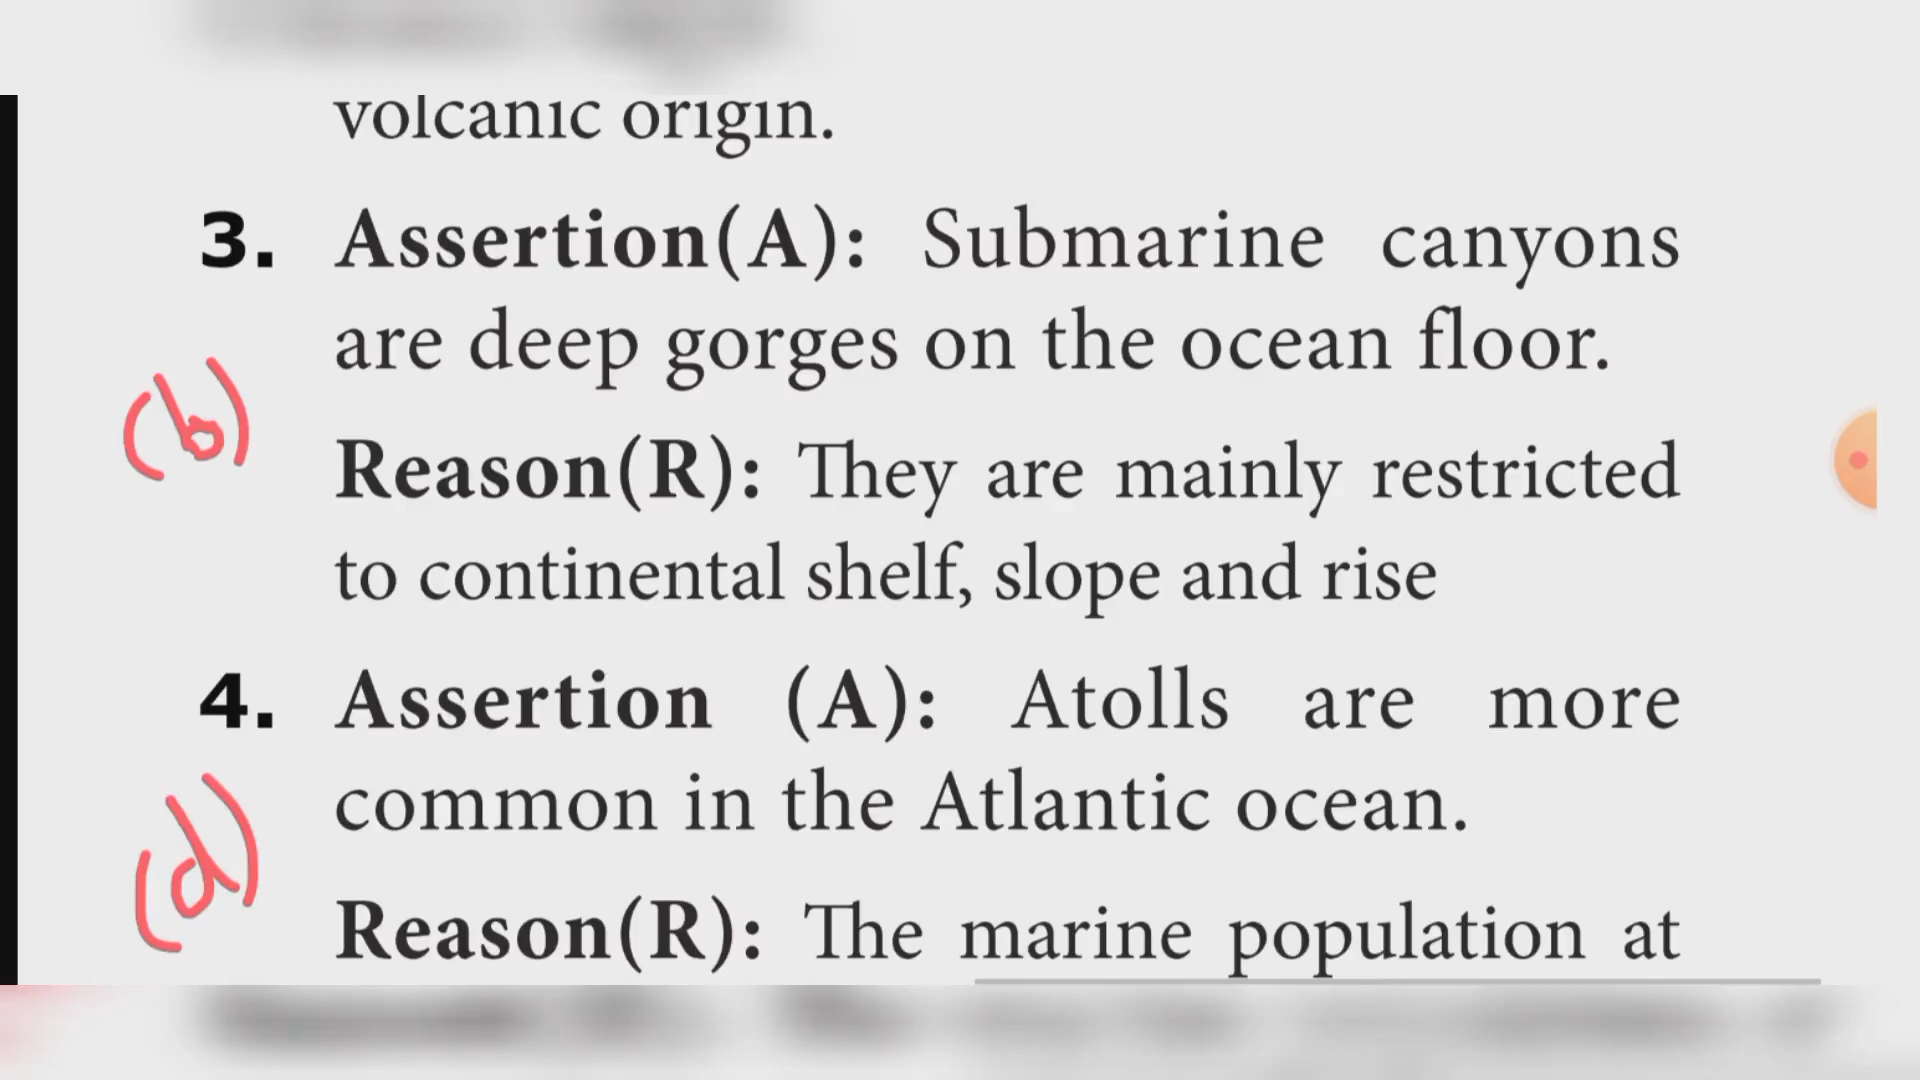 volcanic origin.
3. Assertion(A): Submarine canyons
are deep gorges on the ocean floor.
(b)
Reason(R): They are mainly restricted
to continental shelf, slope and rise
4. Assertion (A): Atolls are more
common in the Atlantic ocean.
(d)
Reason(R): The marine population at